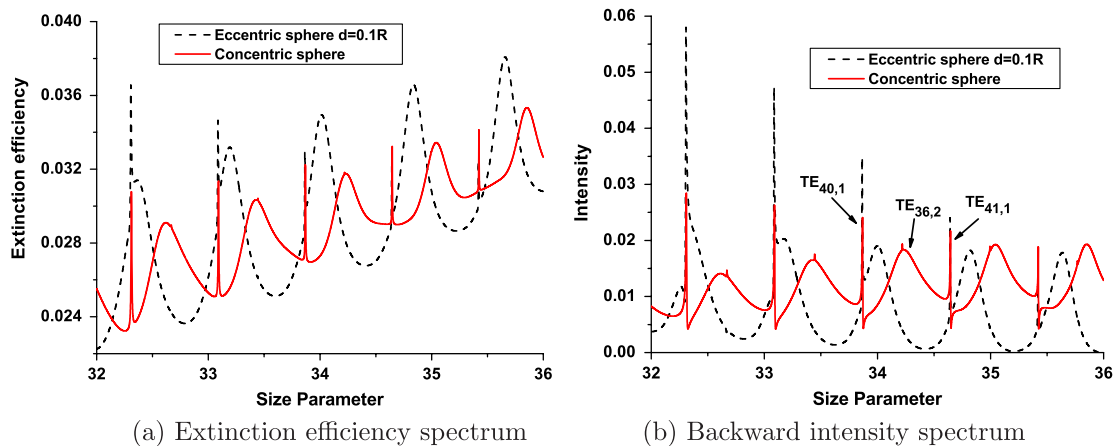 0.040
0.036
0.032
0.028
0.024
Extinction efficiency
Eccentric sphere d=0.1R
Concentric sphere
32 33 34 35 36
Size Parameter
(a) Extinction efficiency spectrum
0.06
0.05
0.04
0.03
0.02
0.01
0.00
Intensity
Eccentric sphere d=0.1R
Concentric sphere
TE40,1
TE36,2
TE41,1
32 33 34 35 36
Size Parameter
(b) Backward intensity spectrum